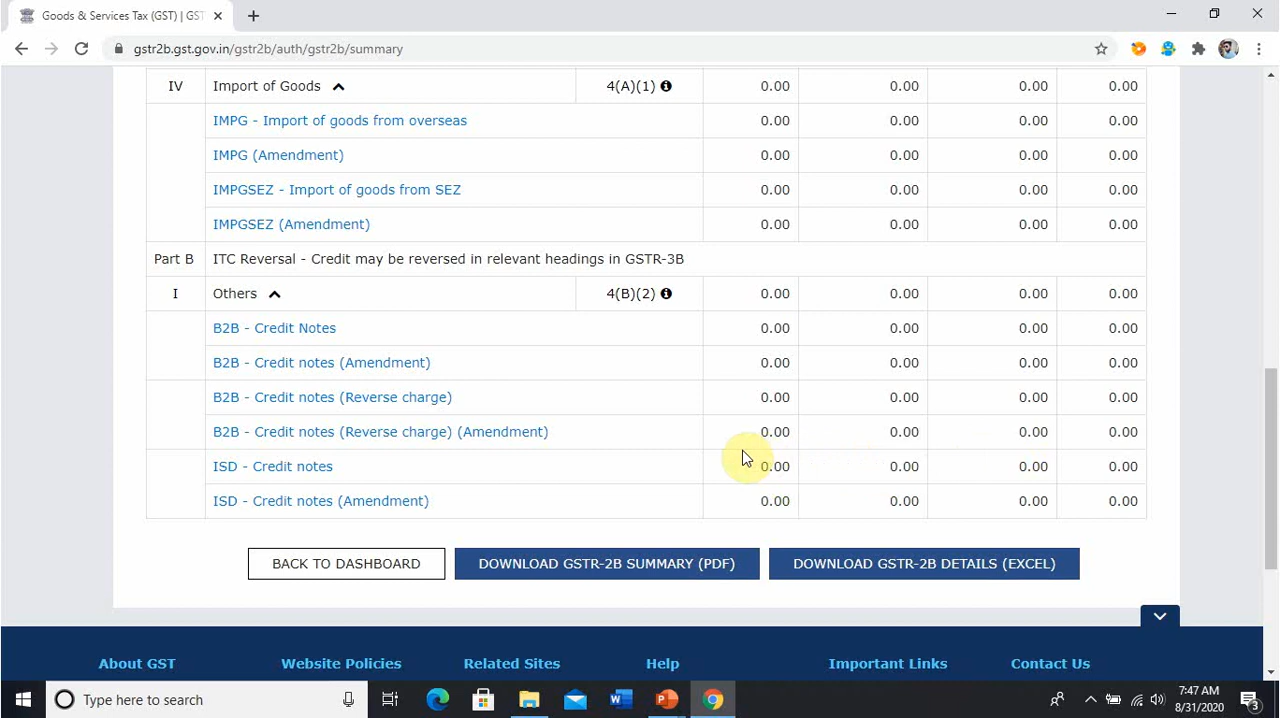 Goods & Services Tax (GST) | GST
gstr2b.gst.gov.in/gstr2b/auth/gstr2b/summary
IV Import of Goods 4(A)(1) 0.00 0.00 0.00 0.00
IMPG - Import of goods from overseas 0.00 0.00 0.00 0.00
IMPG (Amendment) 0.00 0.00 0.00 0.00
IMPGSEZ - Import of goods from SEZ 0.00 0.00 0.00 0.00
IMPGSEZ (Amendment) 0.00 0.00 0.00 0.00
Part B ITC Reversal - Credit may be reversed in relevant headings in GSTR-3B
I Others 4(B)(2) 0.00 0.00 0.00 0.00
B2B - Credit Notes 0.00 0.00 0.00 0.00
B2B - Credit notes (Amendment) 0.00 0.00 0.00 0.00
B2B - Credit notes (Reverse charge) 0.00 0.00 0.00 0.00
B2B - Credit notes (Reverse charge) (Amendment) 0.00 0.00 0.00 0.00
ISD - Credit notes 0.00 0.00 0.00 0.00
ISD - Credit notes (Amendment) 0.00 0.00 0.00 0.00
BACK TO DASHBOARD DOWNLOAD GSTR-2B SUMMARY (PDF) DOWNLOAD GSTR-2B DETAILS (EXCEL)
About GST Website Policies Related Sites Help Important Links Contact Us
Type here to search
7:47 AM
8/31/2020
3